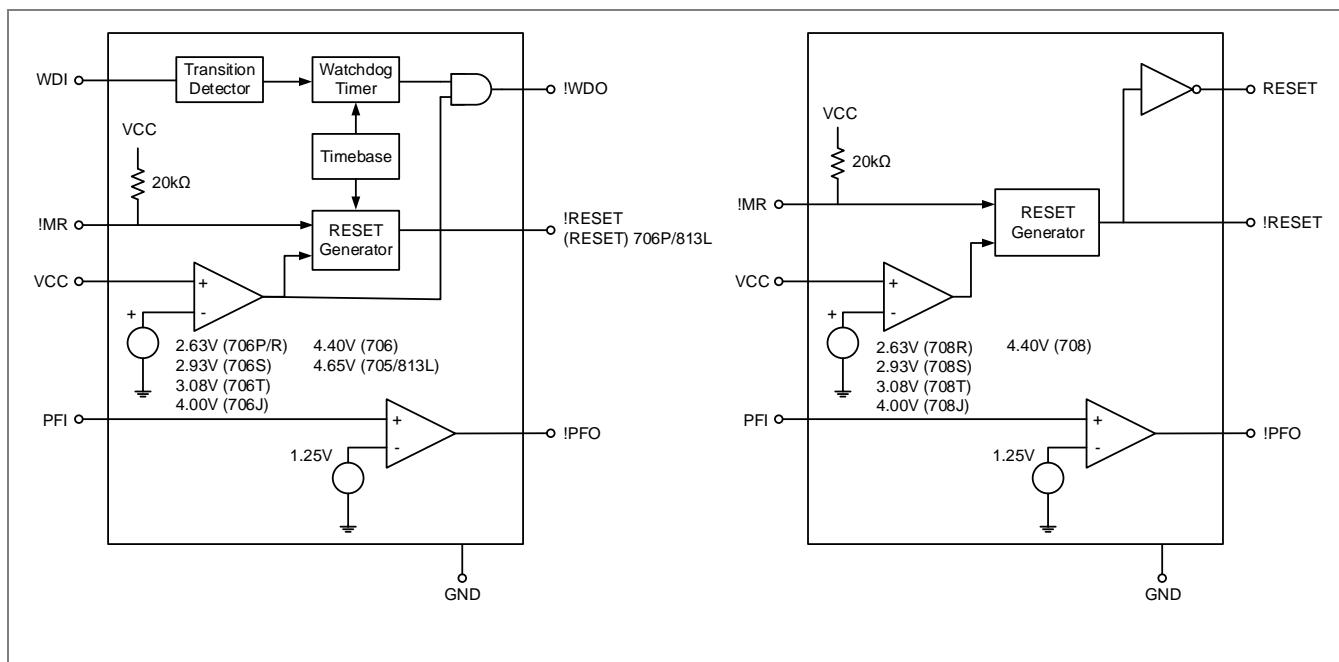 WDI
Transition
Detector
Watchdog
Timer
!WDO
VCC
20kΩ
Timebase
!MR
RESET
Generator
!RESET
(RESET) 706P/813L
VCC
+
-
+
2.63V (706P/R) 4.40V (706)
2.93V (706S) 4.65V (705/813L)
3.08V (706T)
4.00V (706J)
PFI
+
-
!PFO
1.25V
GND
RESET
VCC
20kΩ
!MR
RESET
Generator
!RESET
VCC
+
-
+
2.63V (708R) 4.40V (708)
2.93V (708S)
3.08V (708T)
4.00V (708J)
PFI
+
-
!PFO
1.25V
GND